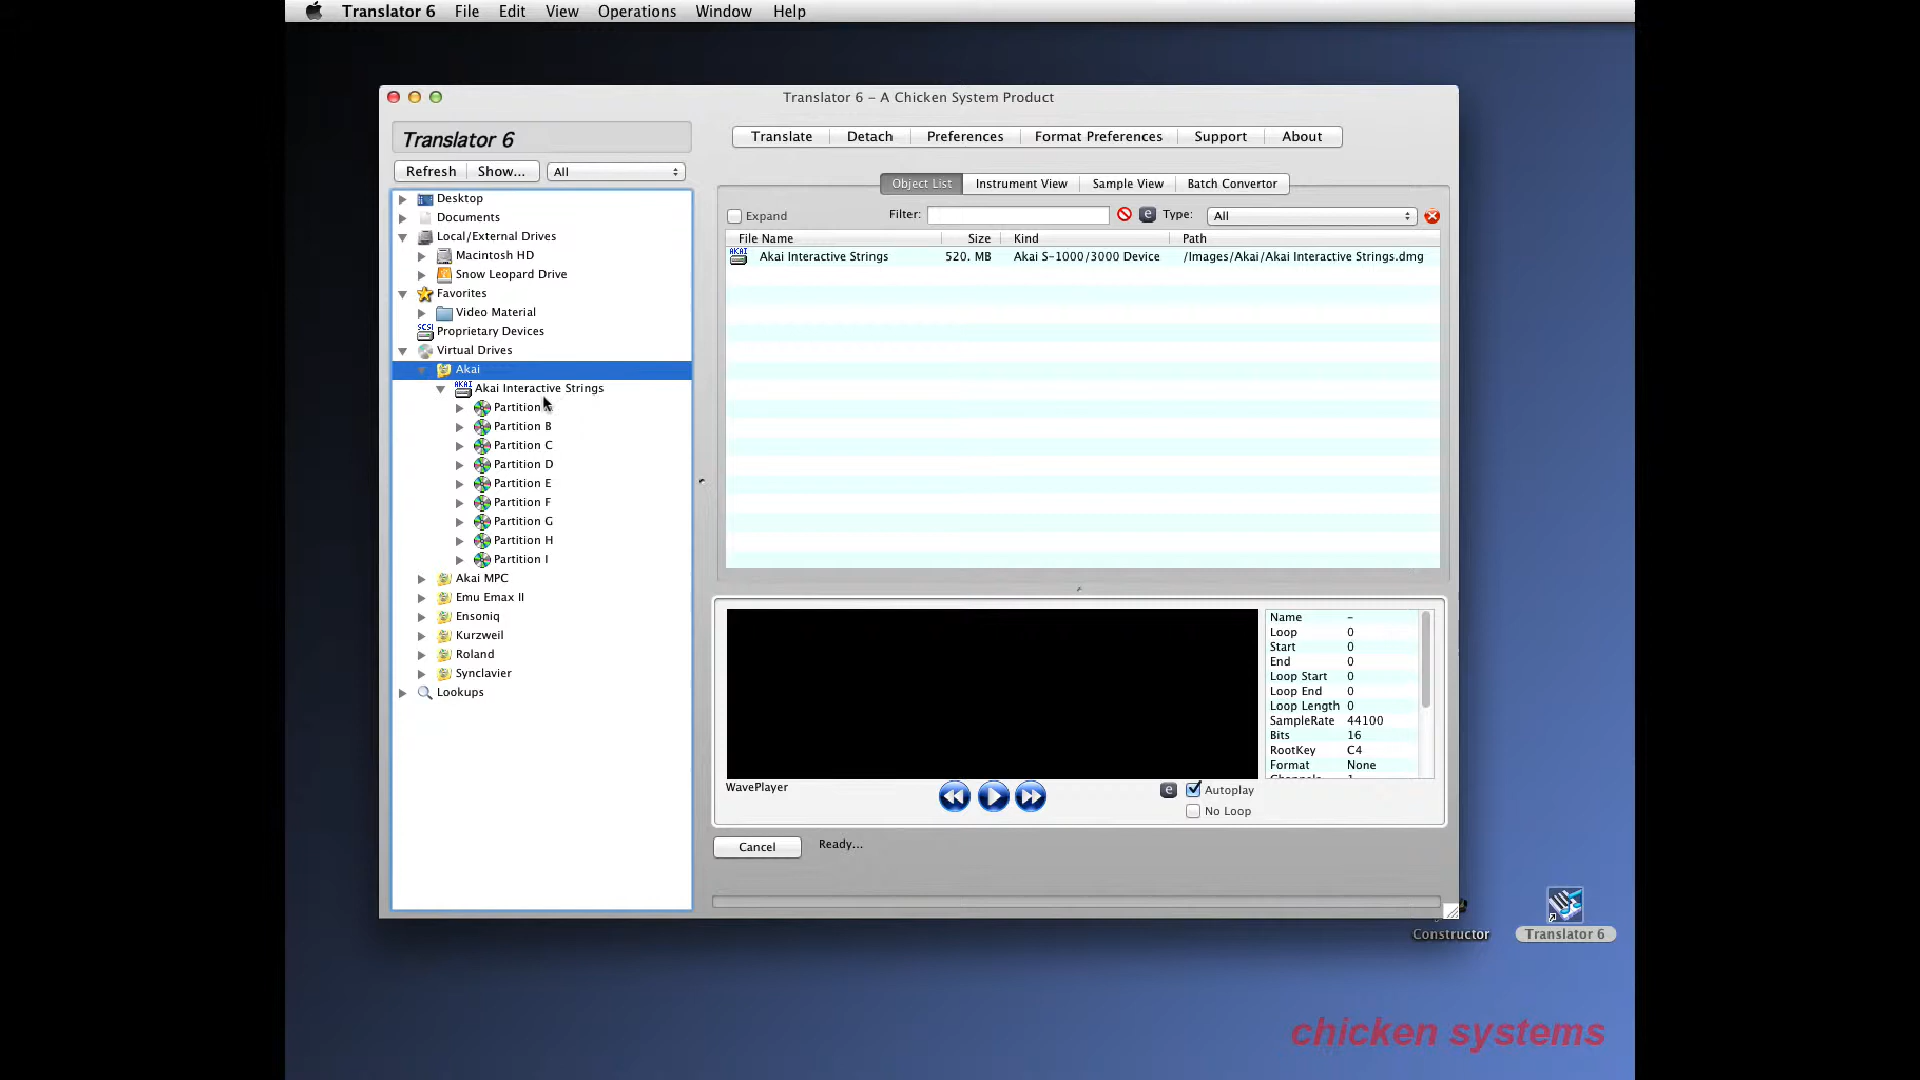 Translator 6 File Edit View Operations Window Help
Translator 6 – A Chicken System Product
Translator 6
Translate Detach Preferences Format Preferences Support About
Refresh Show... All
Object List Instrument View Sample View Batch Convertor
Expand Filter: e Type: All
File Name Size Kind Path
AKAI Akai Interactive Strings 520. MB Akai S-1000/3000 Device /Images/Akai/Akai Interactive Strings.dmg
Desktop
Documents
Local/External Drives
Macintosh HD
Snow Leopard Drive
Favorites
Video Material
SCSI Proprietary Devices
Virtual Drives
Akai
AKAI Akai Interactive Strings
Partition
Partition B
Partition C
Partition D
Partition E
Partition F
Partition G
Partition H
Partition I
Akai MPC
Emu Emax II
Ensoniq
Kurzweil
Roland
Synclavier
Lookups
Name -
Loop 0
Start 0
End 0
Loop Start 0
Loop End 0
Loop Length 0
SampleRate 44100
Bits 16
RootKey C4
Format None
WavePlayer
e Autoplay
No Loop
Cancel Ready...
Constructor Translator 6
chicken systems